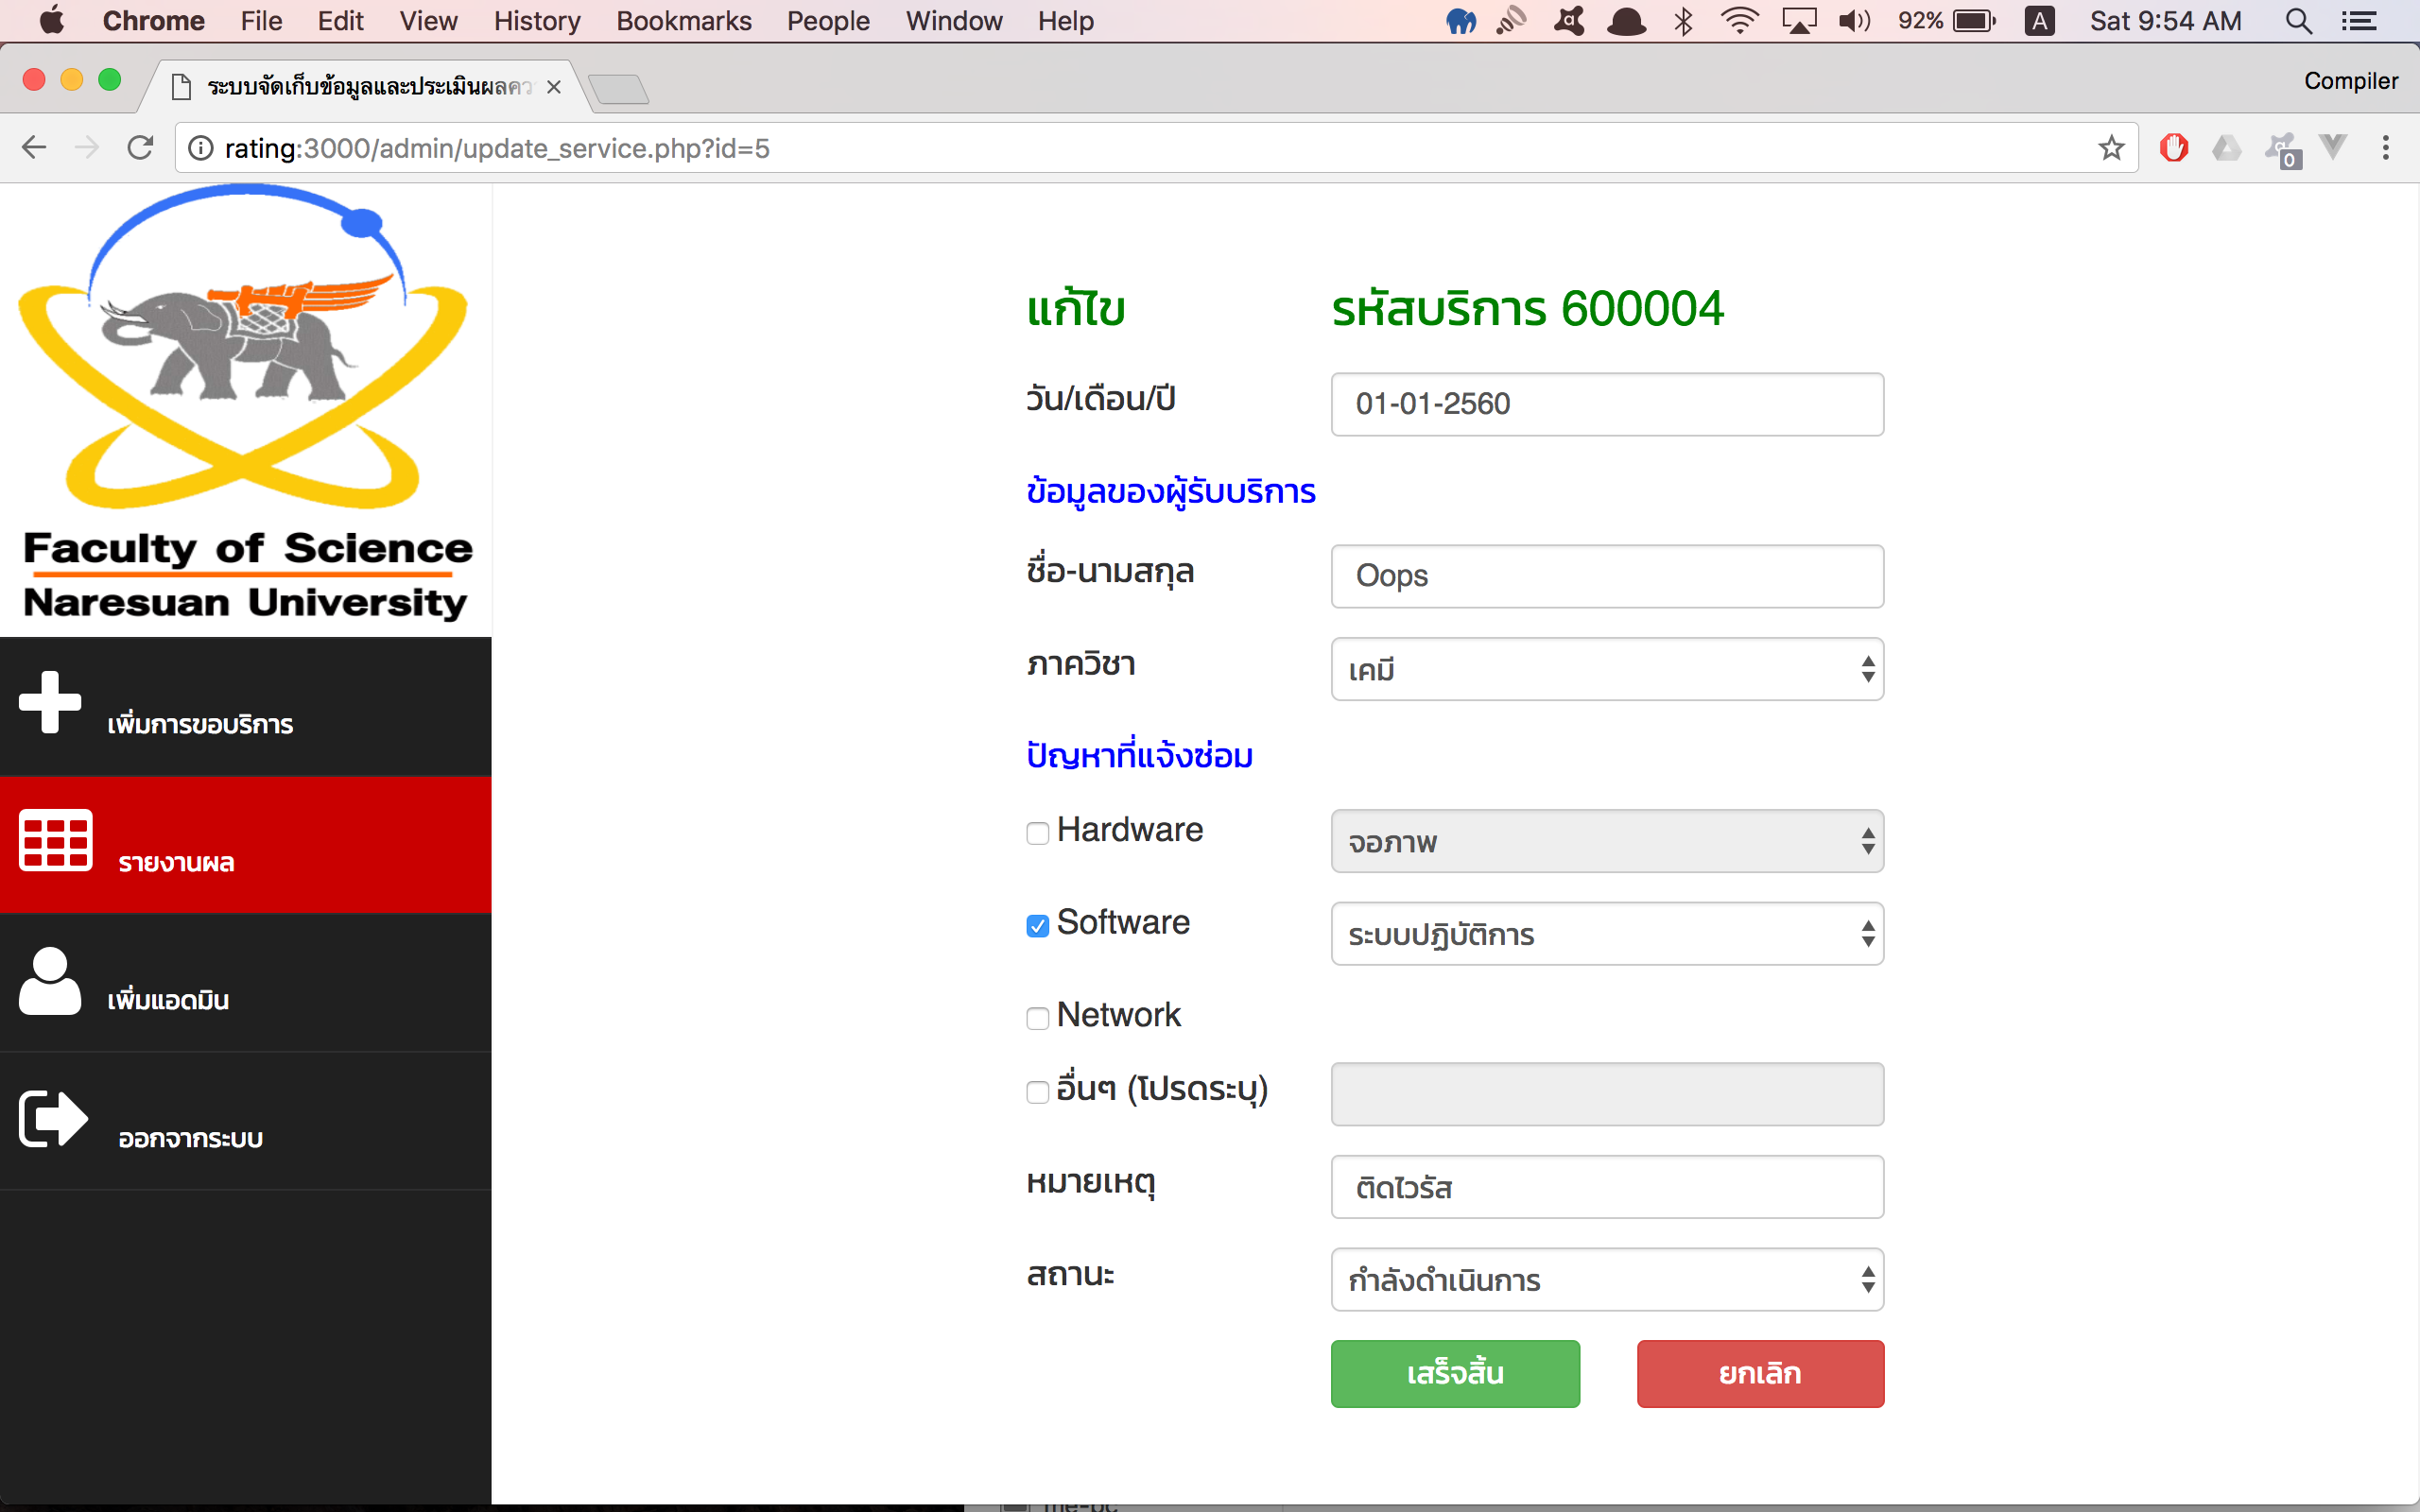 Chrome File Edit View History Bookmarks People Window Help 92% A Sat 9:54 AM
ระบบจัดเก็บข้อมูลและประเมินผลคว
Compiler
rating:3000/admin/update_service.php?id=5
0
Faculty of Science
Naresuan University
เพิ่มการขอบริการ
รายงานผล
เพิ่มแอดมิน
ออกจากระบบ
แก้ไข รหัสบริการ 600004
วัน/เดือน/ปี 01-01-2560
ข้อมูลของผู้รับบริการ
ชื่อ-นามสกุล Oops
ภาควิชา เคมี
ปัญหาที่แจ้งซ่อม
Hardware จอภาพ
Software ระบบปฏิบัติการ
Network
อื่นๆ (โปรดระบุ)
หมายเหตุ ติดไวรัส
สถานะ กำลังดำเนินการ
เสร็จสิ้น ยกเลิก